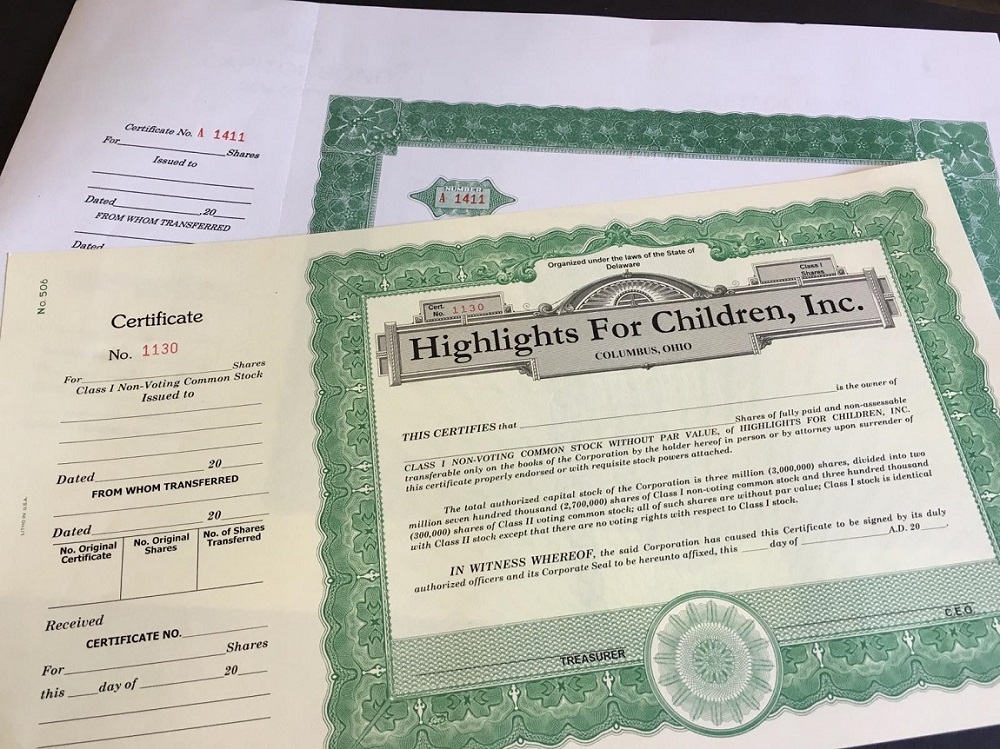 Certificate No. A 1411
For Shares
Issued to
Dated ,20
FROM WHOM TRANSFERRED
Dated
NUMBER
A 1411
No. 506
LITHO IN U.S.A.
Certificate
No. 1130
For Shares
Class I Non-Voting Common Stock
Issued to
Dated 20
FROM WHOM TRANSFERRED
Dated 20
No. Original Certificate
No. Original Shares
No. of Shares Transferred
Received
CERTIFICATE NO.
For Shares
this day of 20
Organized under the laws of the State of
Delaware
Cert. No. 1130
Class I Shares
Highlights For Children, Inc.
COLUMBUS, OHIO
THIS CERTIFIES that is the owner of
Shares of fully paid and non-assessable
CLASS I NON-VOTING COMMON STOCK WITHOUT PAR VALUE, of HIGHLIGHTS FOR CHILDREN, INC.
transferable only on the books of the Corporation by the holder hereof in person or by attorney upon surrender of
this certificate properly endorsed or with requisite stock powers attached.
The total authorized capital stock of the Corporation is three million (3,000,000) shares, divided into two
million seven hundred thousand (2,700,000) shares of Class I non-voting common stock and three hundred thousand
(300,000) shares of Class II voting common stock; all of such shares are without par value; Class I stock is identical
with Class II stock except that there are no voting rights with respect to Class I stock.
IN WITNESS WHEREOF, the said Corporation has caused this Certificate to be signed by its duly
authorized officers and its Corporate Seal to be hereunto affixed, this day of A.D. 20 .
TREASURER
C.E.O.